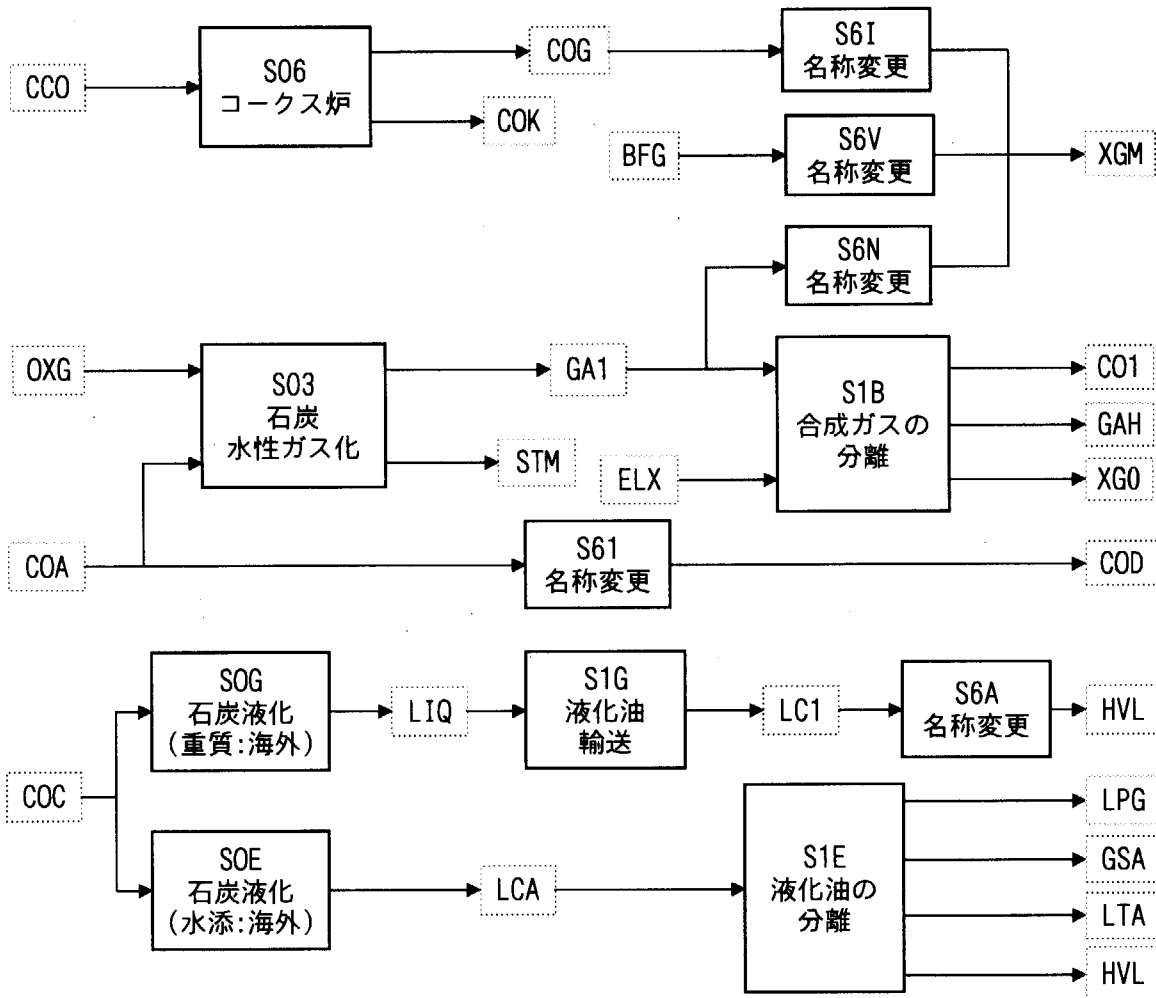 CCO
S06
コークス炉
COG
COK
S6I
名称変更
BFG
S6V
名称変更
XGM
S6N
名称変更
OXG
S03
石炭
水性ガス化
GA1
STM
ELX
S1B
合成ガスの
分離
CO1
GAH
XG0
COA
S61
名称変更
COD
COC
S0G
石炭液化
(重質:海外)
LIQ
S1G
液化油
輸送
LC1
S6A
名称変更
HVL
S0E
石炭液化
(水添:海外)
LCA
S1E
液化油の
分離
LPG
GSA
LTA
HVL